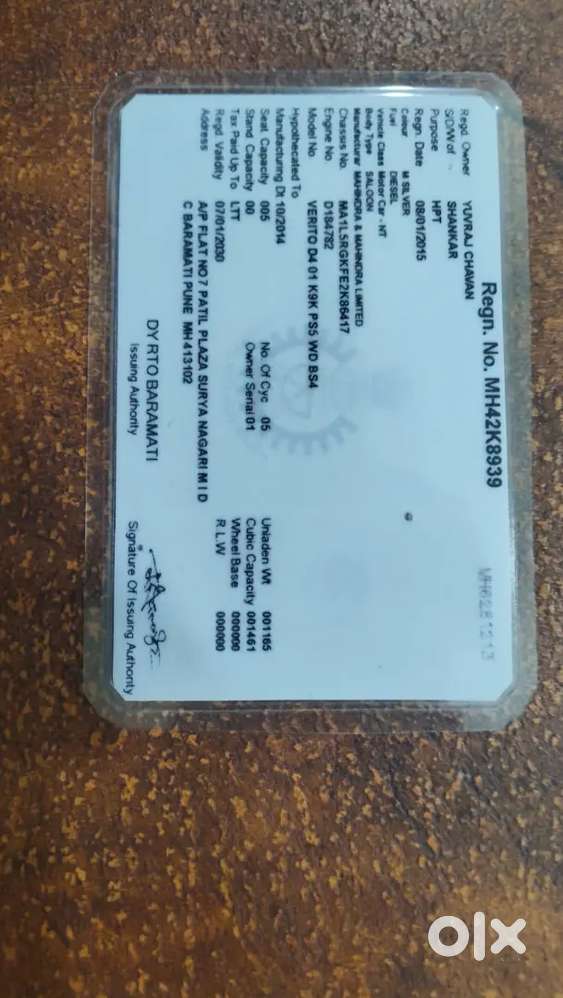 Regn. No. MH42K8939
Regd. Owner YUVRAJ CHAVAN
S/D/W of SHANKAR
Purpose HPT
Regn. Date 08/01/2015
Colour M SILVER
Fuel DIESEL
Vehicle Class Motor Car - NT
Body Type SALOON
Manufacturer MAHINDRA & MAHINDRA LIMITED
Chassis No. MA1L5RGKFE2K86417
Engine No D184782
Model No. VERITO D4 01 K9K PS5 WD BS4
Hypothecated To
Manufacturing Dt 10/2014 No. Of Cyc 05 Unladen Wt 001165
Seat Capacity 005 Owner Serial 01 Cubic Capacity 001461
Stand Capacity 00 Wheel Base 000000
Tax Paid Up To LTT R.L.W 000000
Regd. Validity 07/01/2030
Address A/P FLAT NO 7 PATIL PLAZA SURYA NAGARI M I D
C BARAMATI PUNE MH 413102
DY RTO BARAMATI
Issuing Authority
Signature Of Issuing Authority
olx